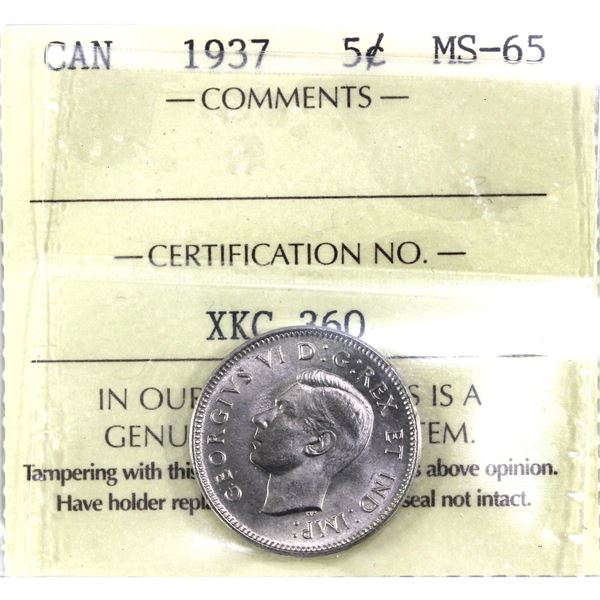 CAN 1937 5¢ MS-65
— COMMENTS —
— CERTIFICATION NO. —
XKC 360
GEORGIVS VI D:G:REX ET IND:IMP:
IN OUR S IS A
GENU TEM.
Tampering with this s above opinion.
Have holder repla seal not intact.